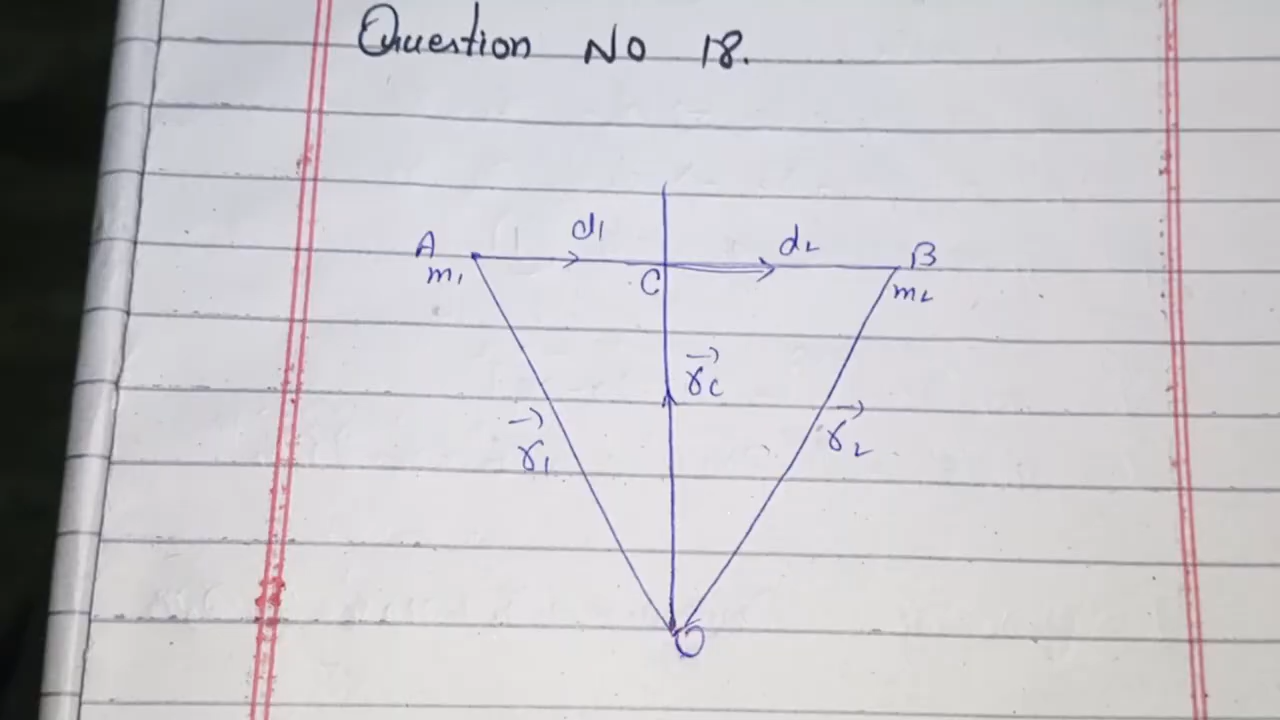 Question No 18.
d₁
d₂
A
B
m₁
C
m₂
r⃗c
r⃗₁
r⃗₂
O